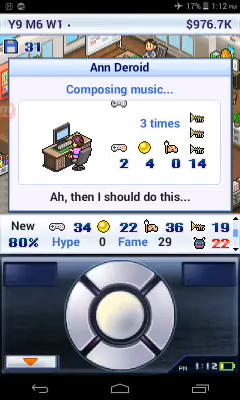 17% 1:12 PM
Y9 M6 W1 $976.7K
31
Ann Deroid
Composing music...
3 times
2 4 0 14
Ah, then I should do this...
New 34 22 36 19
80% Hype 0 Fame 29 22
PM 1:12